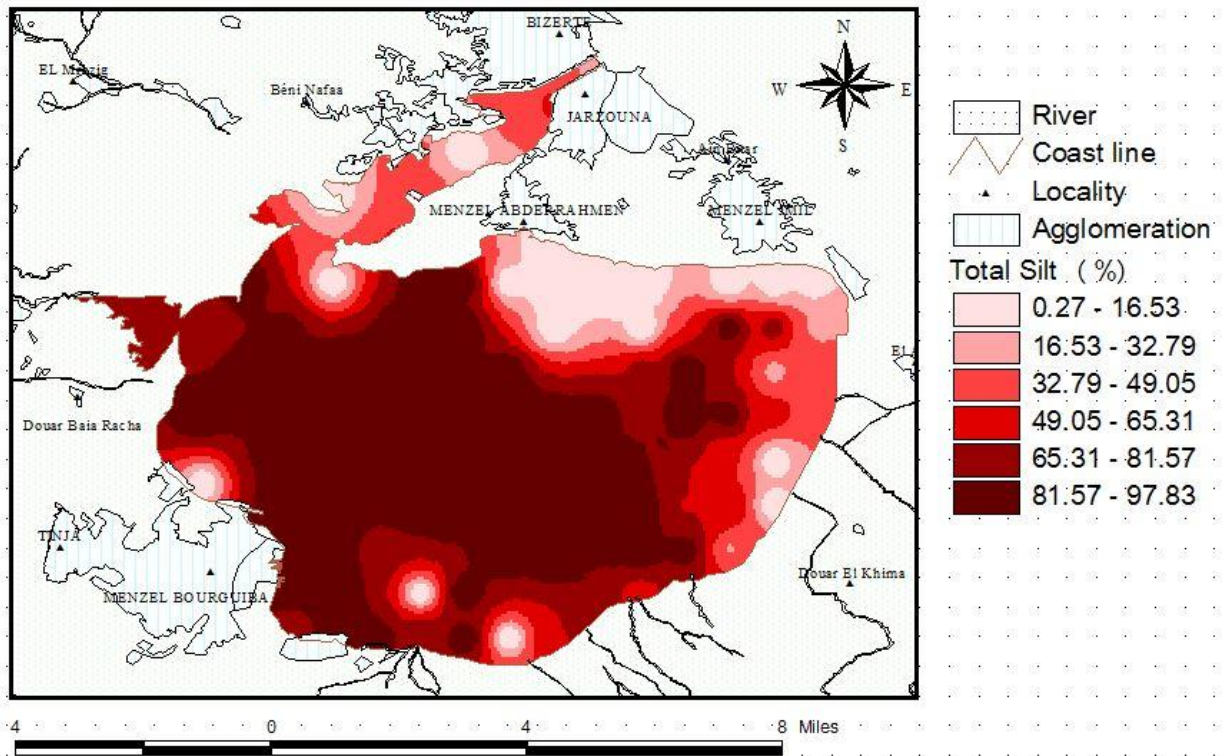 BIZERTE
N
EL Mezig
Béni Nafaa
W
E
JARZOUNA
S
MENZEL ABDERRAHMEN
MENZEL JMIL
Douar Baia Racha
TINJA
MENZEL BOURGUIBA
Douar El Khima
River
Coast line
Locality
Agglomeration
Total Silt ( %)
0.27 - 16.53
16.53 - 32.79
32.79 - 49.05
49.05 - 65.31
65.31 - 81.57
81.57 - 97.83
4 0 4 8 Miles